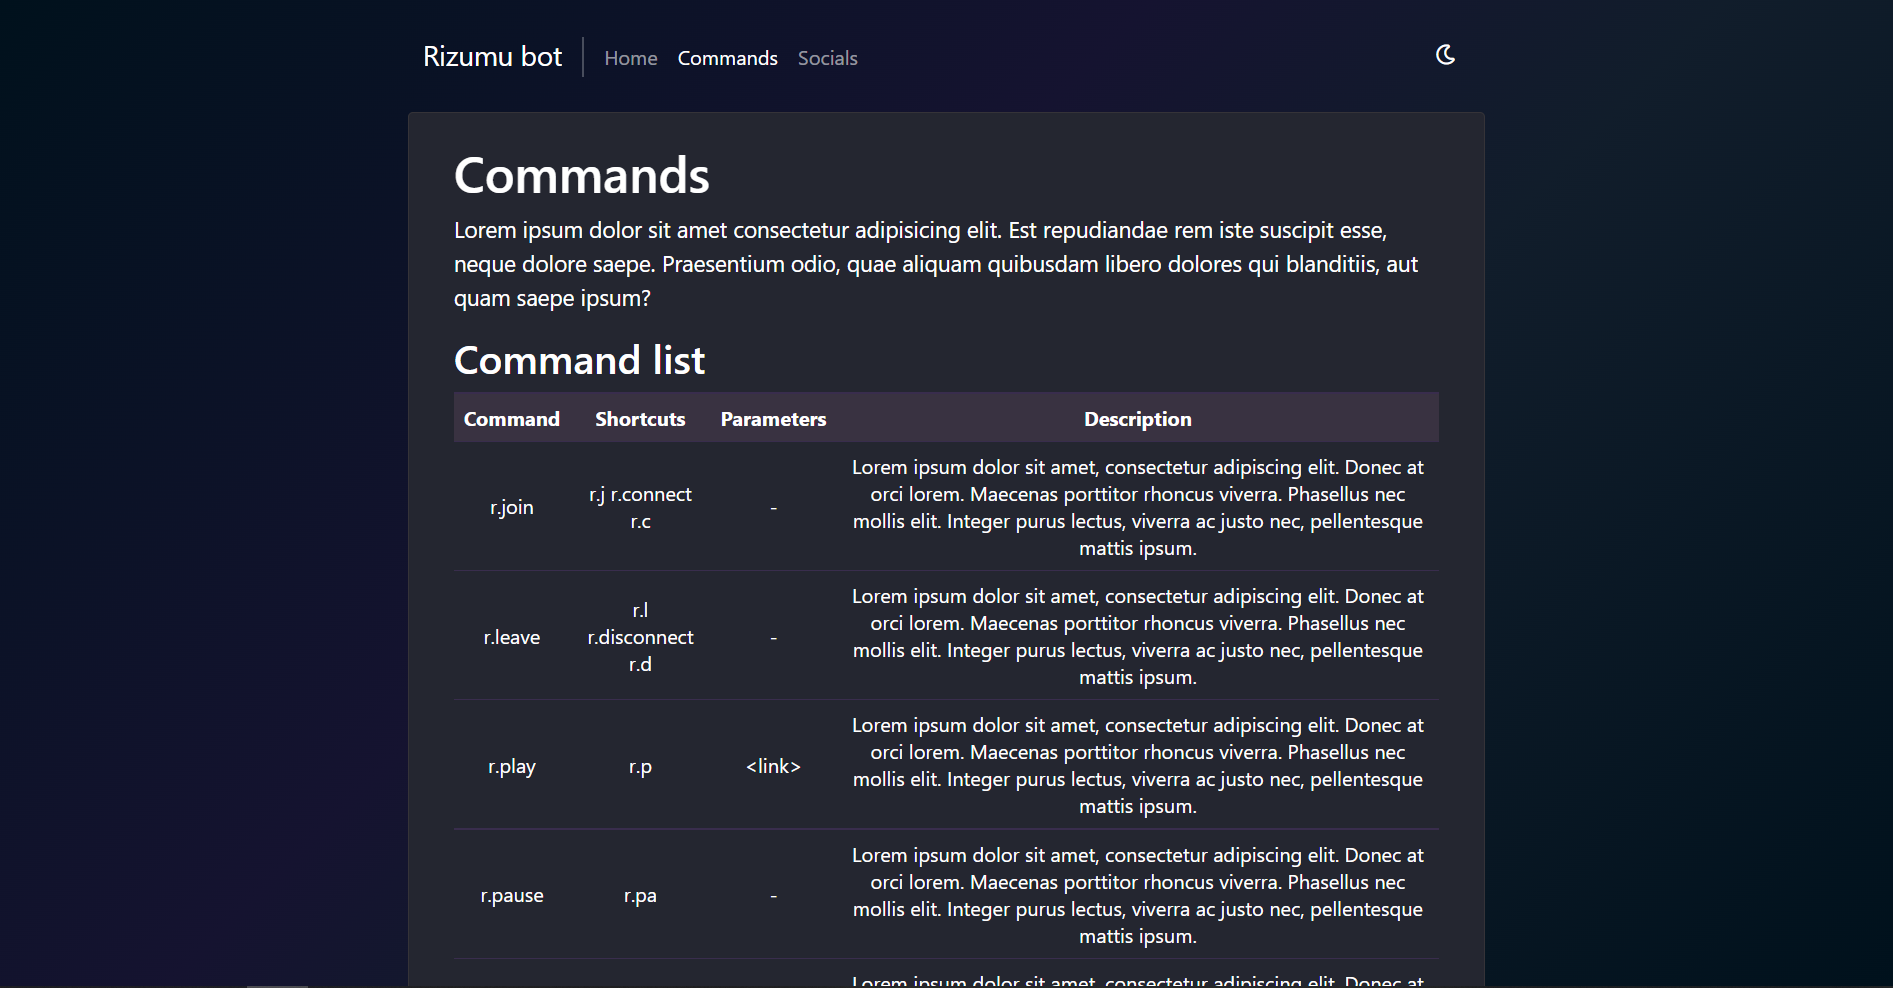 Rizumu bot
Home Commands Socials
Commands
Lorem ipsum dolor sit amet consectetur adipisicing elit. Est repudiandae rem iste suscipit esse,
neque dolore saepe. Praesentium odio, quae aliquam quibusdam libero dolores qui blanditiis, aut
quam saepe ipsum?
Command list
Command Shortcuts Parameters Description
r.join
r.j r.connect
r.c
-
Lorem ipsum dolor sit amet, consectetur adipiscing elit. Donec at
orci lorem. Maecenas porttitor rhoncus viverra. Phasellus nec
mollis elit. Integer purus lectus, viverra ac justo nec, pellentesque
mattis ipsum.
r.leave
r.l
r.disconnect
r.d
-
Lorem ipsum dolor sit amet, consectetur adipiscing elit. Donec at
orci lorem. Maecenas porttitor rhoncus viverra. Phasellus nec
mollis elit. Integer purus lectus, viverra ac justo nec, pellentesque
mattis ipsum.
r.play
r.p
<link>
Lorem ipsum dolor sit amet, consectetur adipiscing elit. Donec at
orci lorem. Maecenas porttitor rhoncus viverra. Phasellus nec
mollis elit. Integer purus lectus, viverra ac justo nec, pellentesque
mattis ipsum.
r.pause
r.pa
-
Lorem ipsum dolor sit amet, consectetur adipiscing elit. Donec at
orci lorem. Maecenas porttitor rhoncus viverra. Phasellus nec
mollis elit. Integer purus lectus, viverra ac justo nec, pellentesque
mattis ipsum.
Lorem ipsum dolor sit amet, consectetur adipiscing elit. Donec at